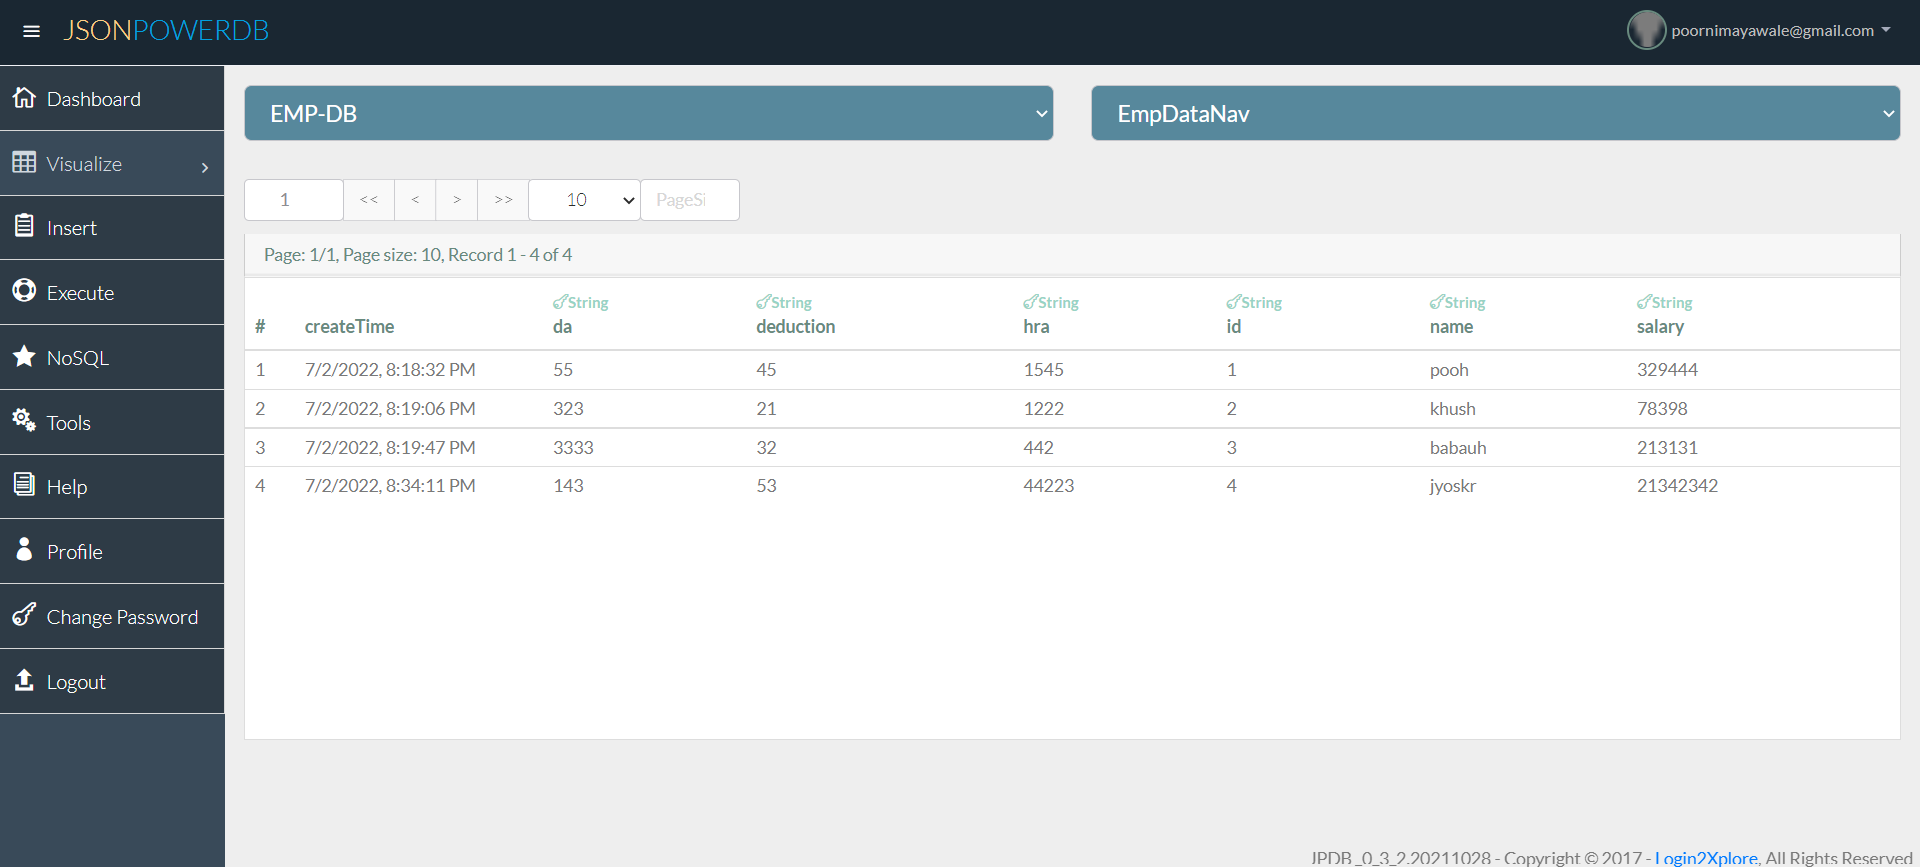 JSONPOWERDB
poornimayawale@gmail.com
Dashboard
Visualize
Insert
Execute
NoSQL
Tools
Help
Profile
Change Password
Logout
EMP-DB
EmpDataNav
1 << < > >> 10 PageSi
Page: 1/1, Page size: 10, Record 1 - 4 of 4
String String String String String String
# createTime da deduction hra id name salary
1 7/2/2022, 8:18:32 PM 55 45 1545 1 pooh 329444
2 7/2/2022, 8:19:06 PM 323 21 1222 2 khush 78398
3 7/2/2022, 8:19:47 PM 3333 32 442 3 babauh 213131
4 7/2/2022, 8:34:11 PM 143 53 44223 4 jyoskr 21342342
JPDB_0_3_2.20211028 - Copyright © 2017 - Login2Xplore, All Rights Reserved